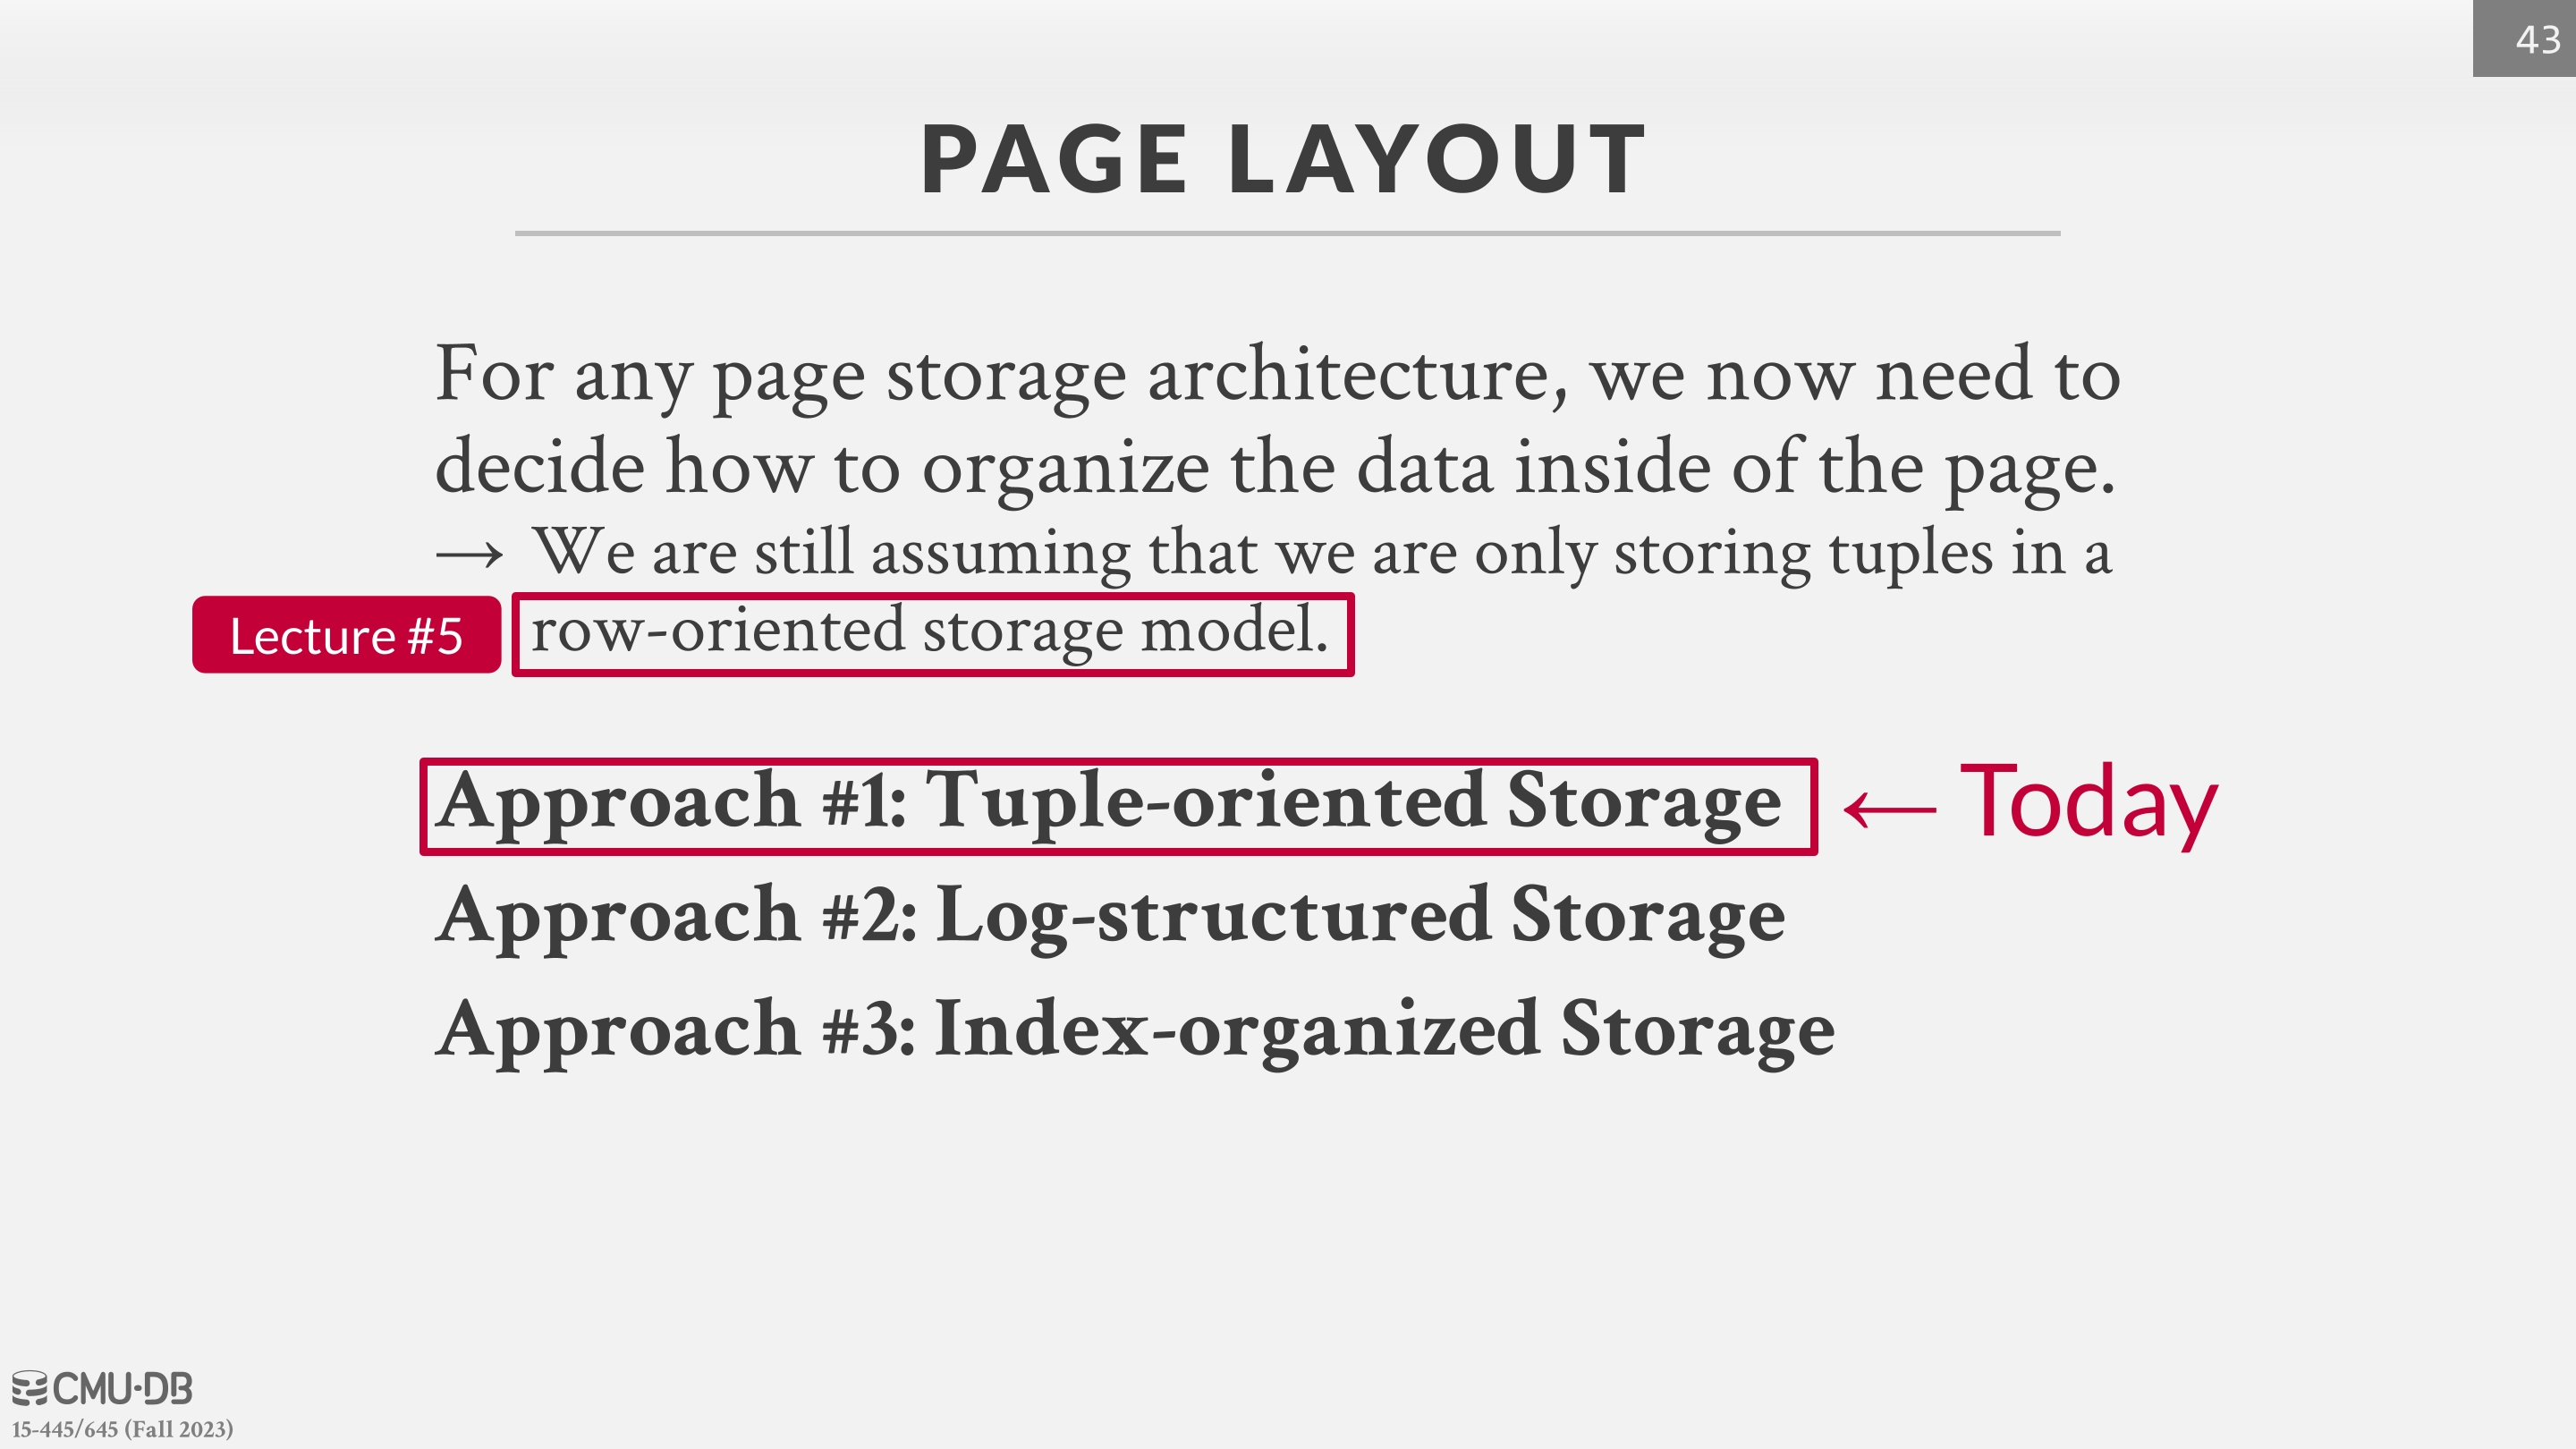 43
PAGE LAYOUT
For any page storage architecture, we now need to
decide how to organize the data inside of the page.
→ We are still assuming that we are only storing tuples in a
Lecture #5 row-oriented storage model.
Approach #1: Tuple-oriented Storage ← Today
Approach #2: Log-structured Storage
Approach #3: Index-organized Storage
CMU·DB
15-445/645 (Fall 2023)